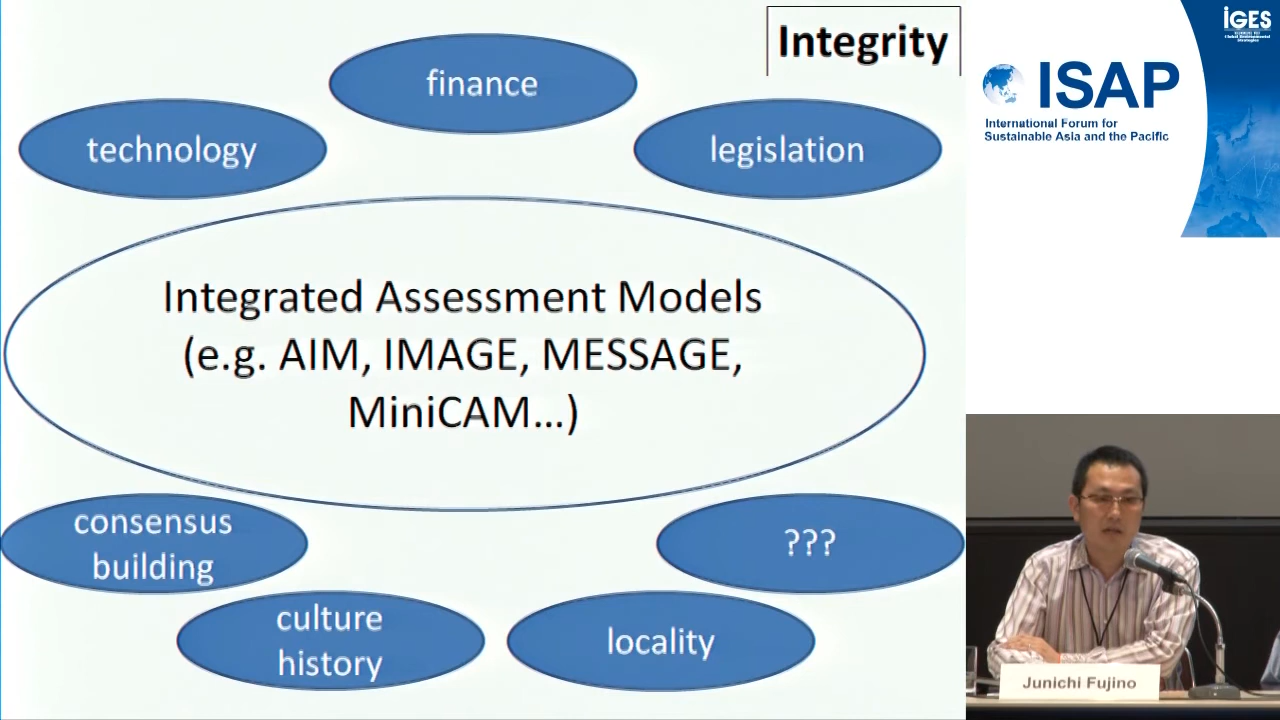 Integrity
finance
technology
legislation
Integrated Assessment Models
(e.g. AIM, IMAGE, MESSAGE,
MiniCAM...)
consensus
building
???
culture
history
locality
IGES
ISAP
International Forum for
Sustainable Asia and the Pacific
Junichi Fujino